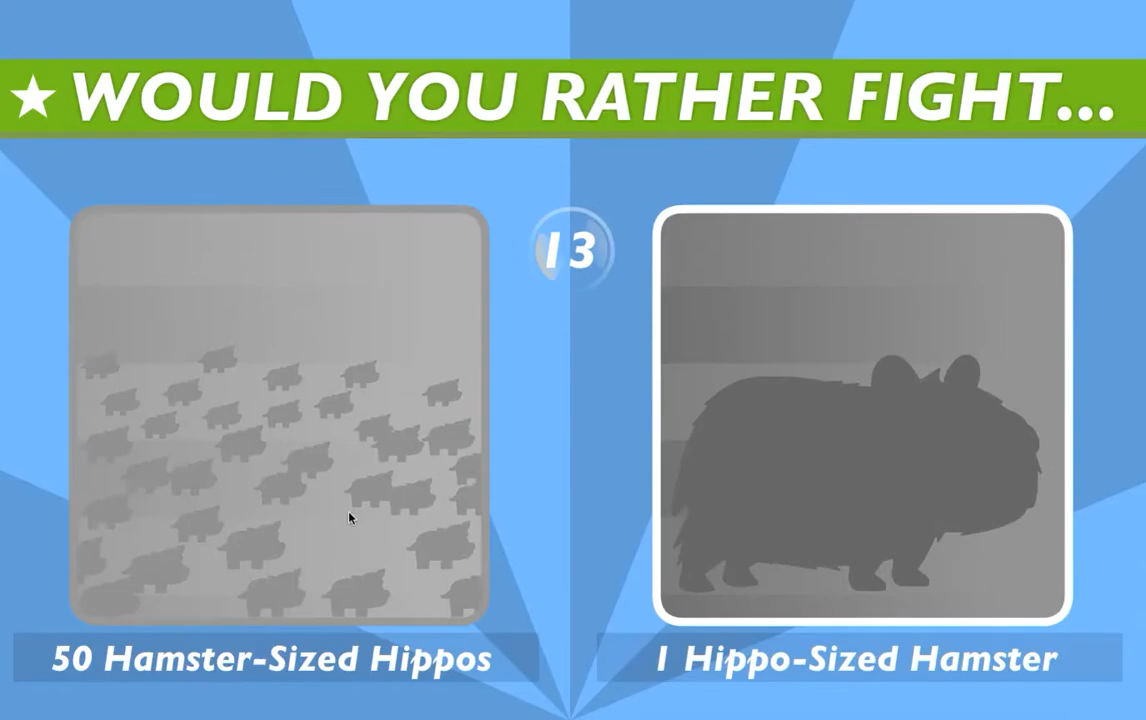 WOULD YOU RATHER FIGHT...
13
50 Hamster-Sized Hippos
1 Hippo-Sized Hamster